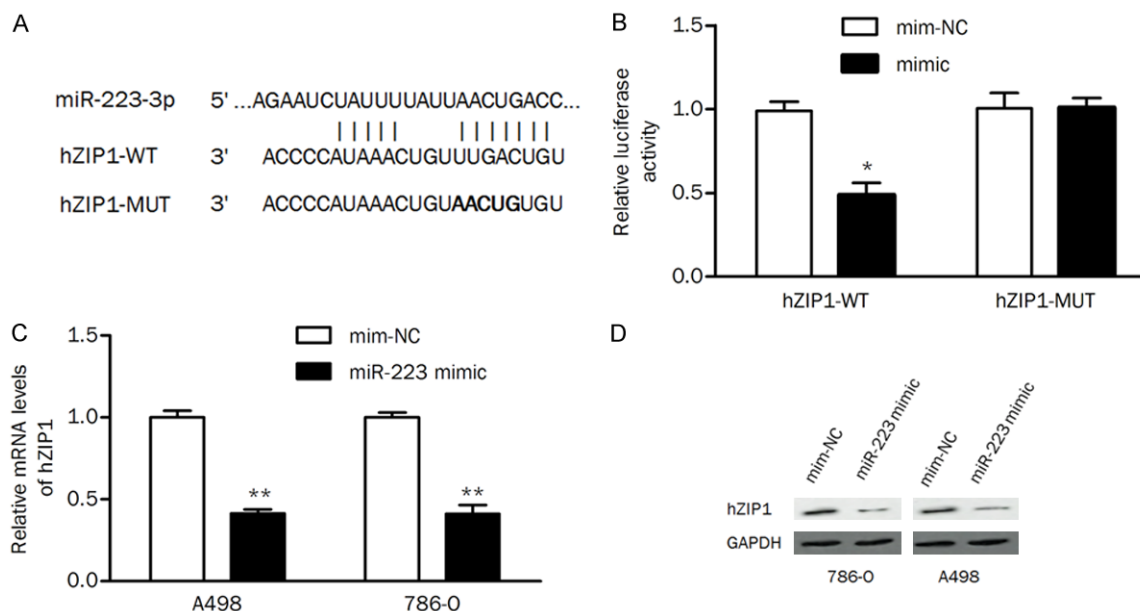 A
miR-223-3p 5' ...AGAAUCUAUUUUAUUAACUGACC...
hZIP1-WT 3' ACCCCAUAAACUGUUUGACUGU
hZIP1-MUT 3' ACCCCAUAAACUGUAACUGUGU
B
1.5
1.0
0.5
0.0
Relative luciferase
activity
mim-NC
mimic
*
hZIP1-WT hZIP1-MUT
C
1.5
1.0
0.5
0.0
Relative mRNA levels
of hZIP1
mim-NC
miR-223 mimic
** **
A498 786-O
D
mim-NC miR-223 mimic mim-NC miR-223 mimic
hZIP1
GAPDH
786-O A498